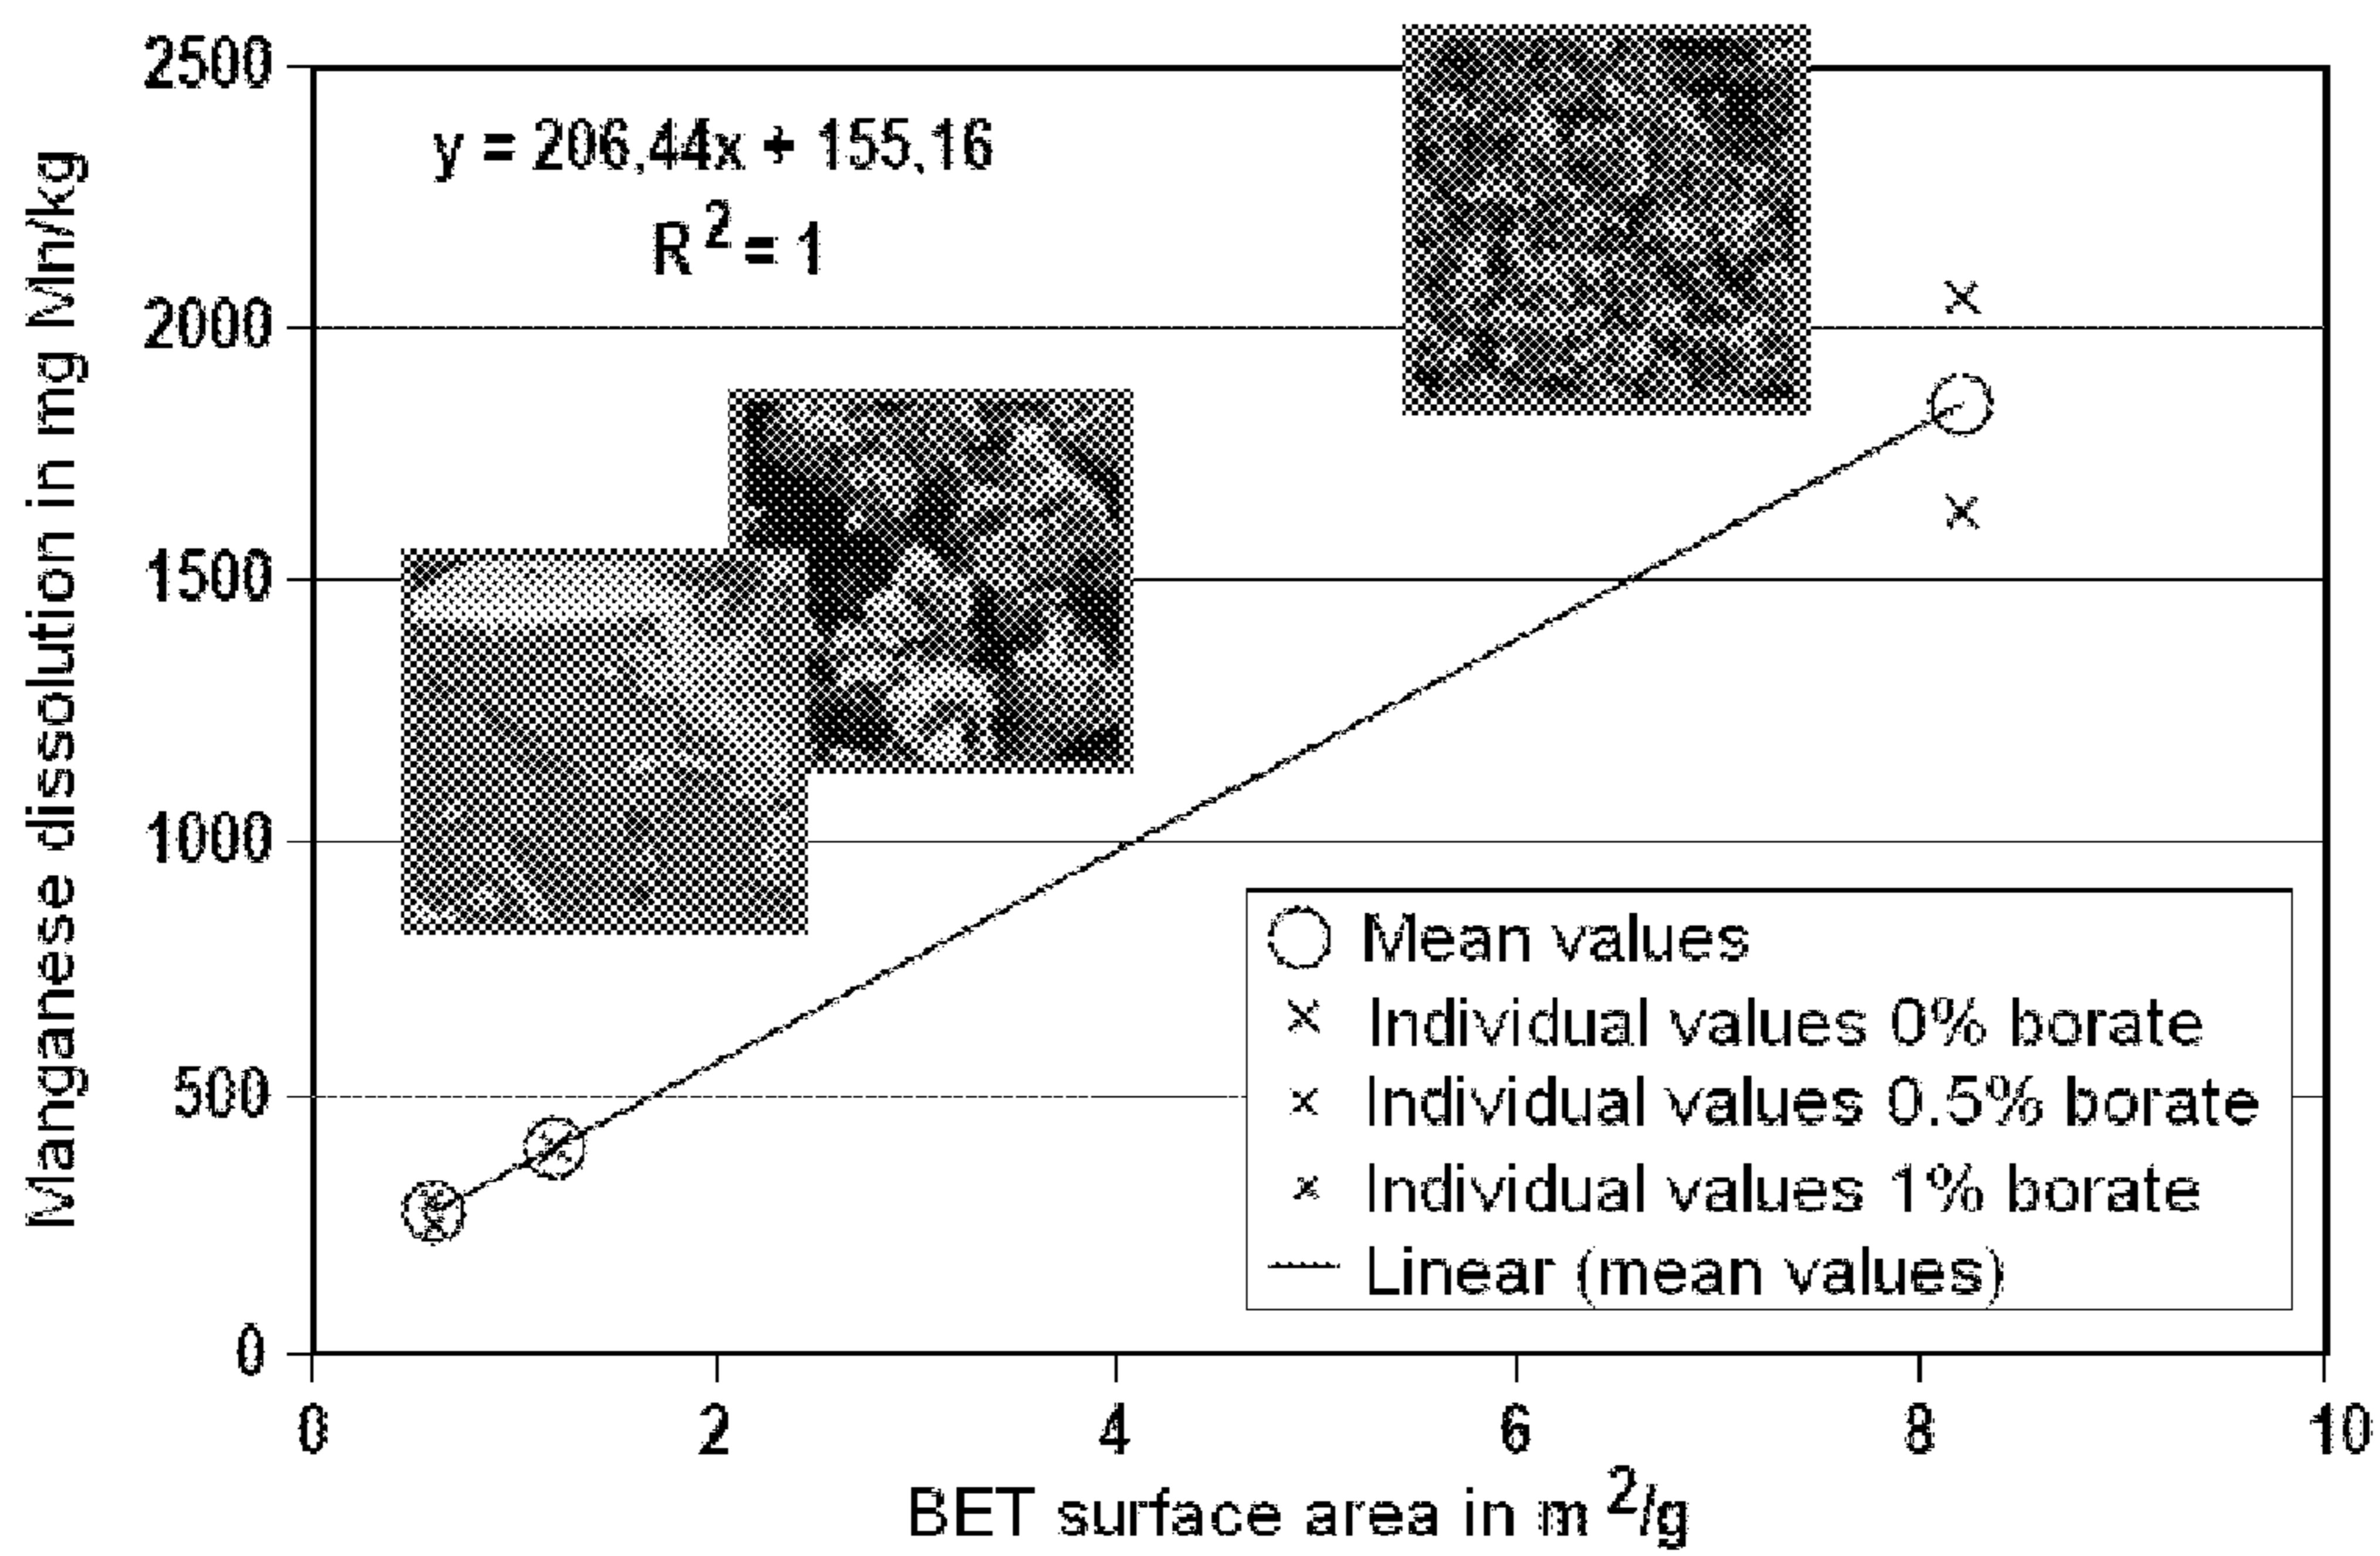 Manganese dissolution in mg Mn/kg
2500
2000
1500
1000
500
0
y = 206,44x + 155,16
R² = 1
Mean values
Individual values 0% borate
Individual values 0.5% borate
Individual values 1% borate
Linear (mean values)
0 2 4 6 8 10
BET surface area in m²/g